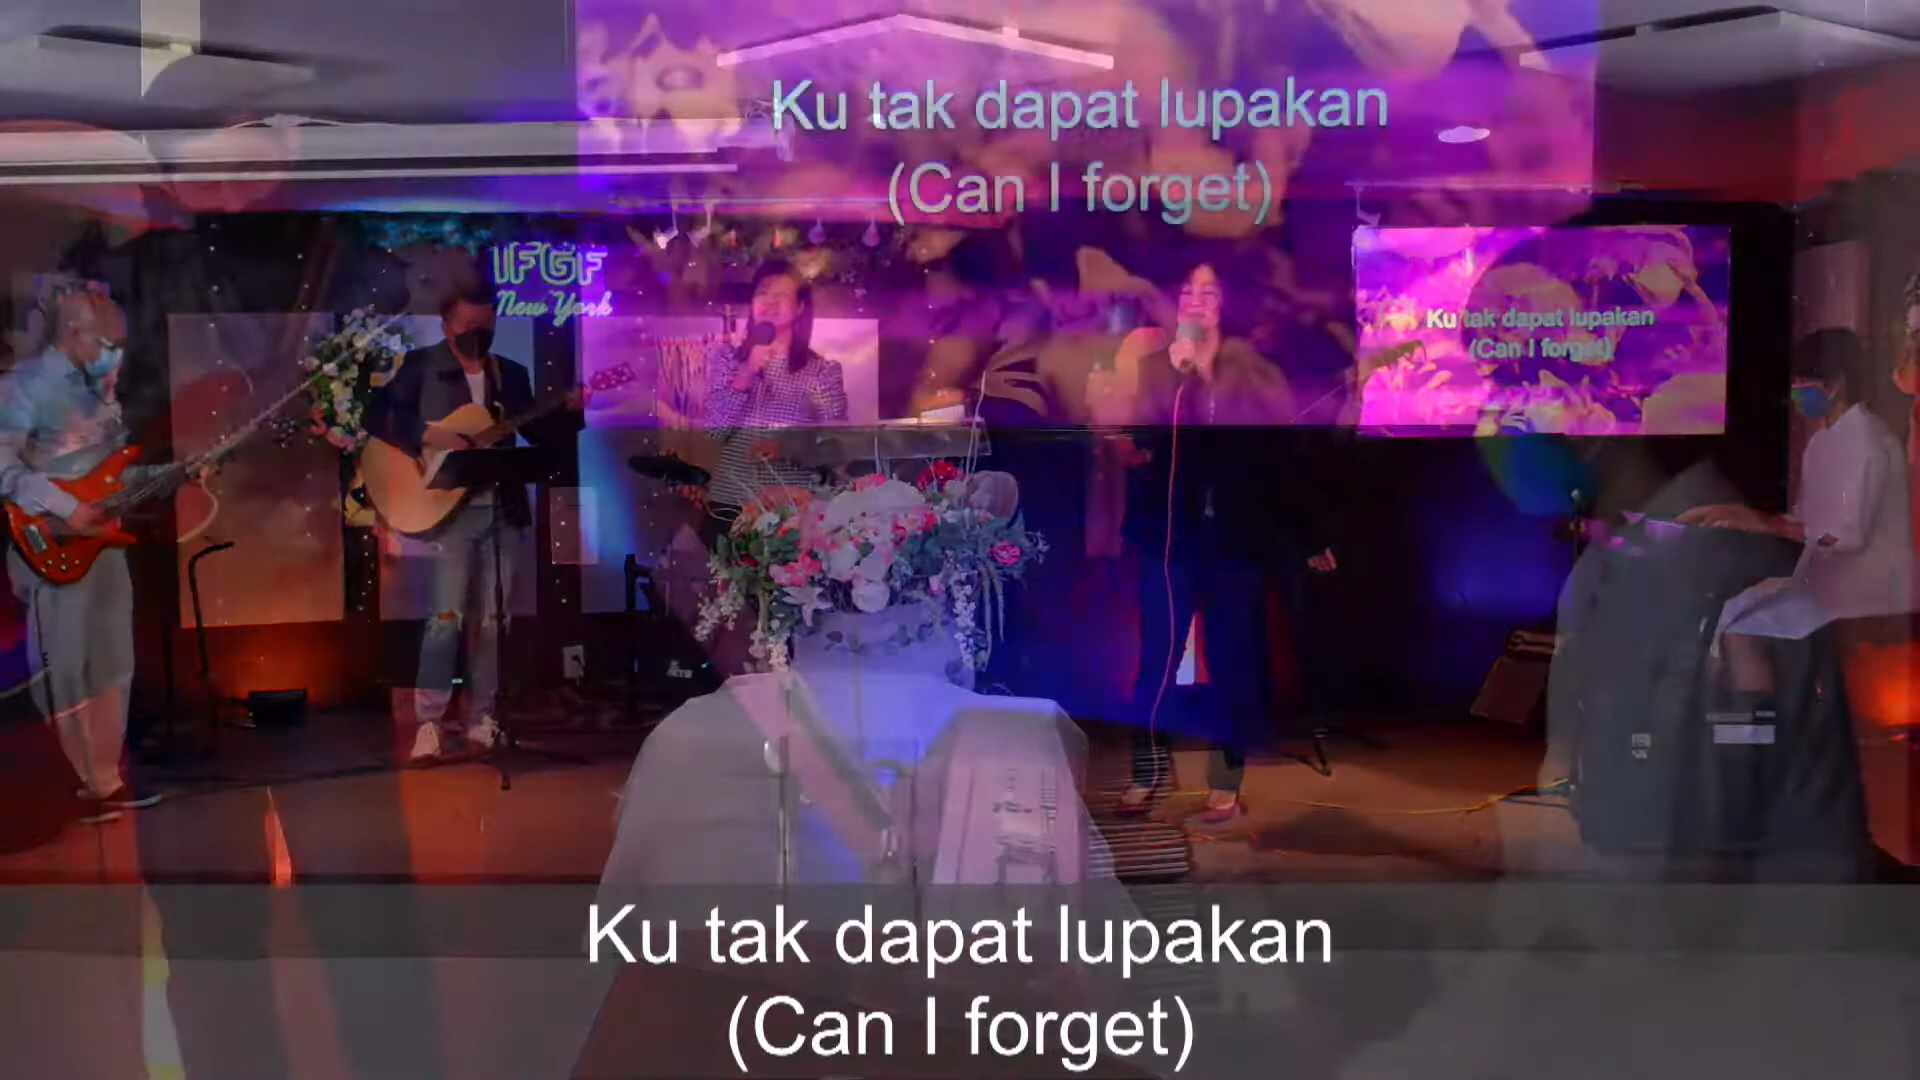 Ku tak dapat lupakan
(Can I forget)
IFGF
New York
Ku tak dapat lupakan
(Can I forget)
Ku tak dapat lupakan
(Can I forget)